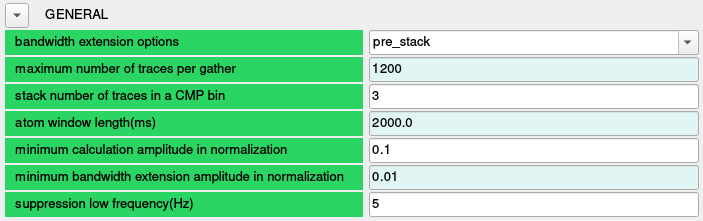 GENERAL
bandwidth extension options pre_stack
maximum number of traces per gather 1200
stack number of traces in a CMP bin 3
atom window length(ms) 2000.0
minimum calculation amplitude in normalization 0.1
minimum bandwidth extension amplitude in normalization 0.01
suppression low frequency(Hz) 5